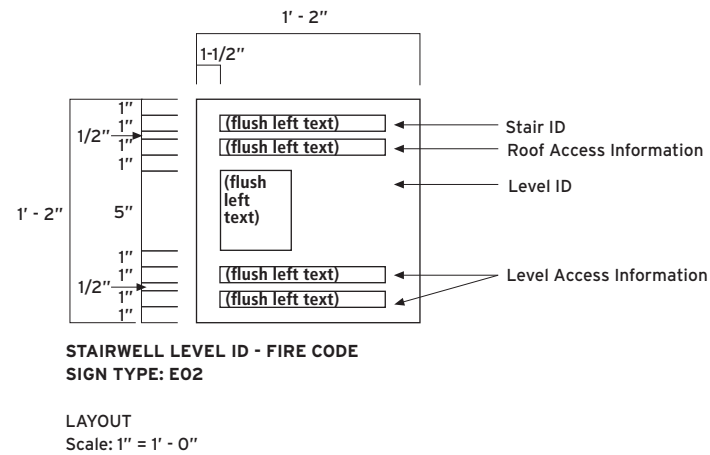 1' - 2"
1-1/2"
1"
1"
1/2"
1"
1"
5"
1' - 2"
1"
1"
1/2"
1"
1"
(flush left text)
(flush left text)
(flush
left
text)
(flush left text)
(flush left text)
Stair ID
Roof Access Information
Level ID
Level Access Information
STAIRWELL LEVEL ID - FIRE CODE
SIGN TYPE: E02
LAYOUT
Scale: 1" = 1' - 0"